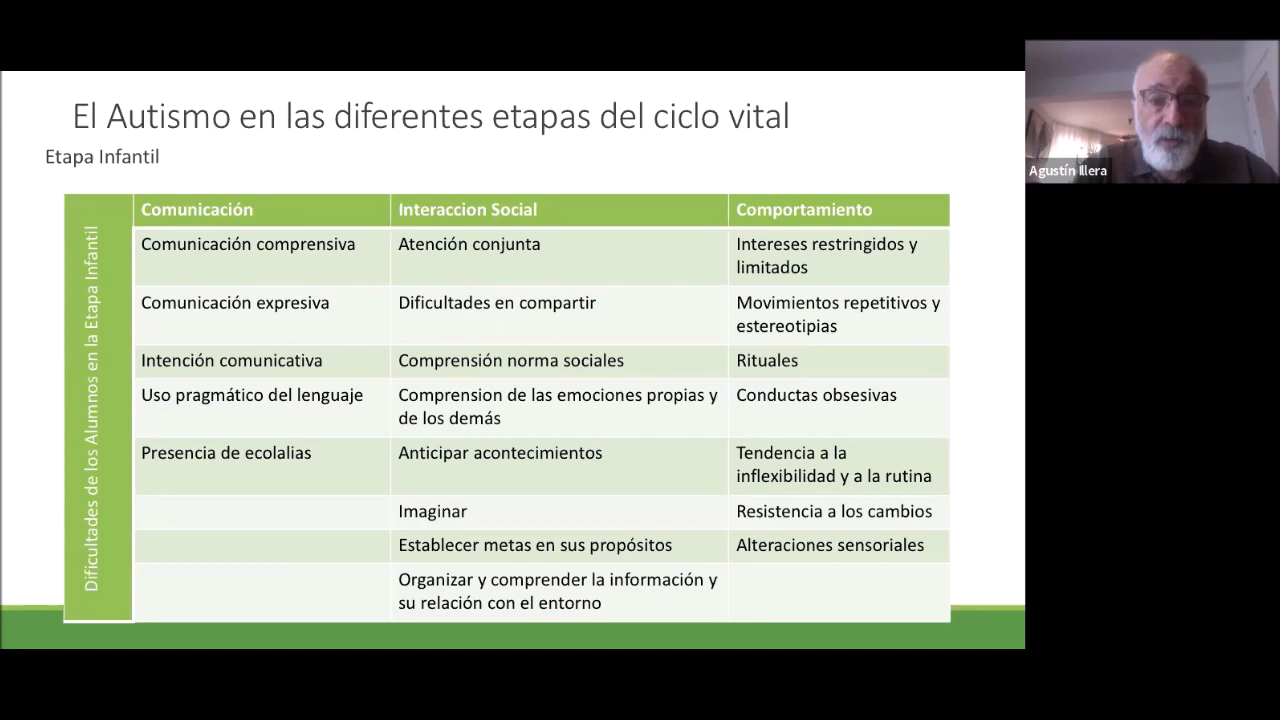 El Autismo en las diferentes etapas del ciclo vital
Etapa Infantil
Agustín Illera
Dificultades de los Alumnos en la Etapa Infantil
Comunicación
Interaccion Social
Comportamiento
Comunicación comprensiva
Atención conjunta
Intereses restringidos y
limitados
Comunicación expresiva
Dificultades en compartir
Movimientos repetitivos y
estereotipias
Intención comunicativa
Comprensión norma sociales
Rituales
Uso pragmático del lenguaje
Comprension de las emociones propias y
de los demás
Conductas obsesivas
Presencia de ecolalias
Anticipar acontecimientos
Tendencia a la
inflexibilidad y a la rutina
Imaginar
Resistencia a los cambios
Establecer metas en sus propósitos
Alteraciones sensoriales
Organizar y comprender la información y
su relación con el entorno